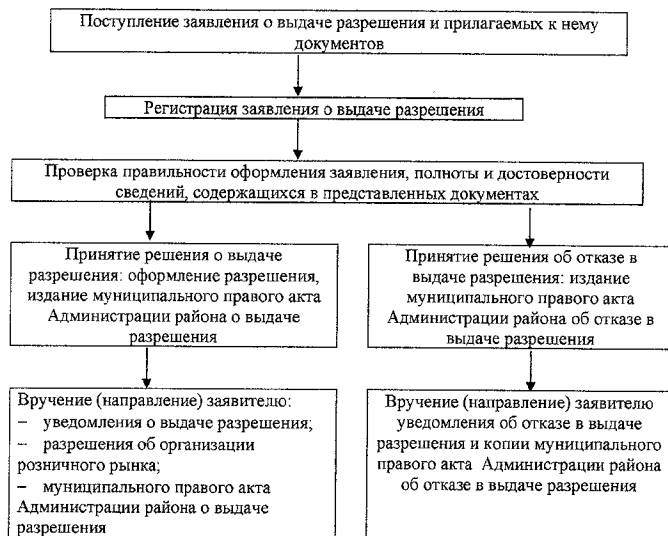 Поступление заявления о выдаче разрешения и прилагаемых к нему
документов
Регистрация заявления о выдаче разрешения
Проверка правильности оформления заявления, полноты и достоверности
сведений, содержащихся в представленных документах
Принятие решения о выдаче
разрешения: оформление разрешения,
издание муниципального правого акта
Администрации района о выдаче
разрешения
Принятие решения об отказе в
выдаче разрешения: издание
муниципального правого акта
Администрации района об отказе в
выдаче разрешения
Вручение (направление) заявителю:
– уведомления о выдаче разрешения;
– разрешения об организации
розничного рынка;
– муниципального правого акта
Администрации района о выдаче
разрешения
Вручение (направление) заявителю
уведомления об отказе в выдаче
разрешения и копии муниципального
правого акта Администрации района
об отказе в выдаче разрешения